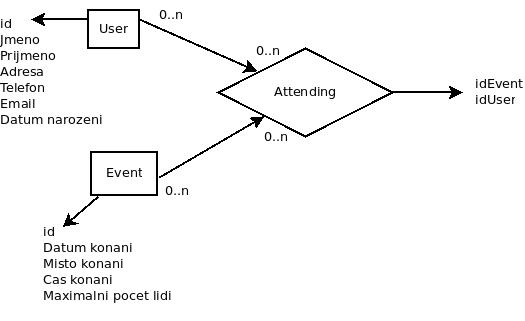 User
id
Jmeno
Prijmeno
Adresa
Telefon
Email
Datum narozeni
0..n
0..n
Attending
idEvent
idUser
0..n
Event
0..n
id
Datum konani
Misto konani
Cas konani
Maximalni pocet lidi